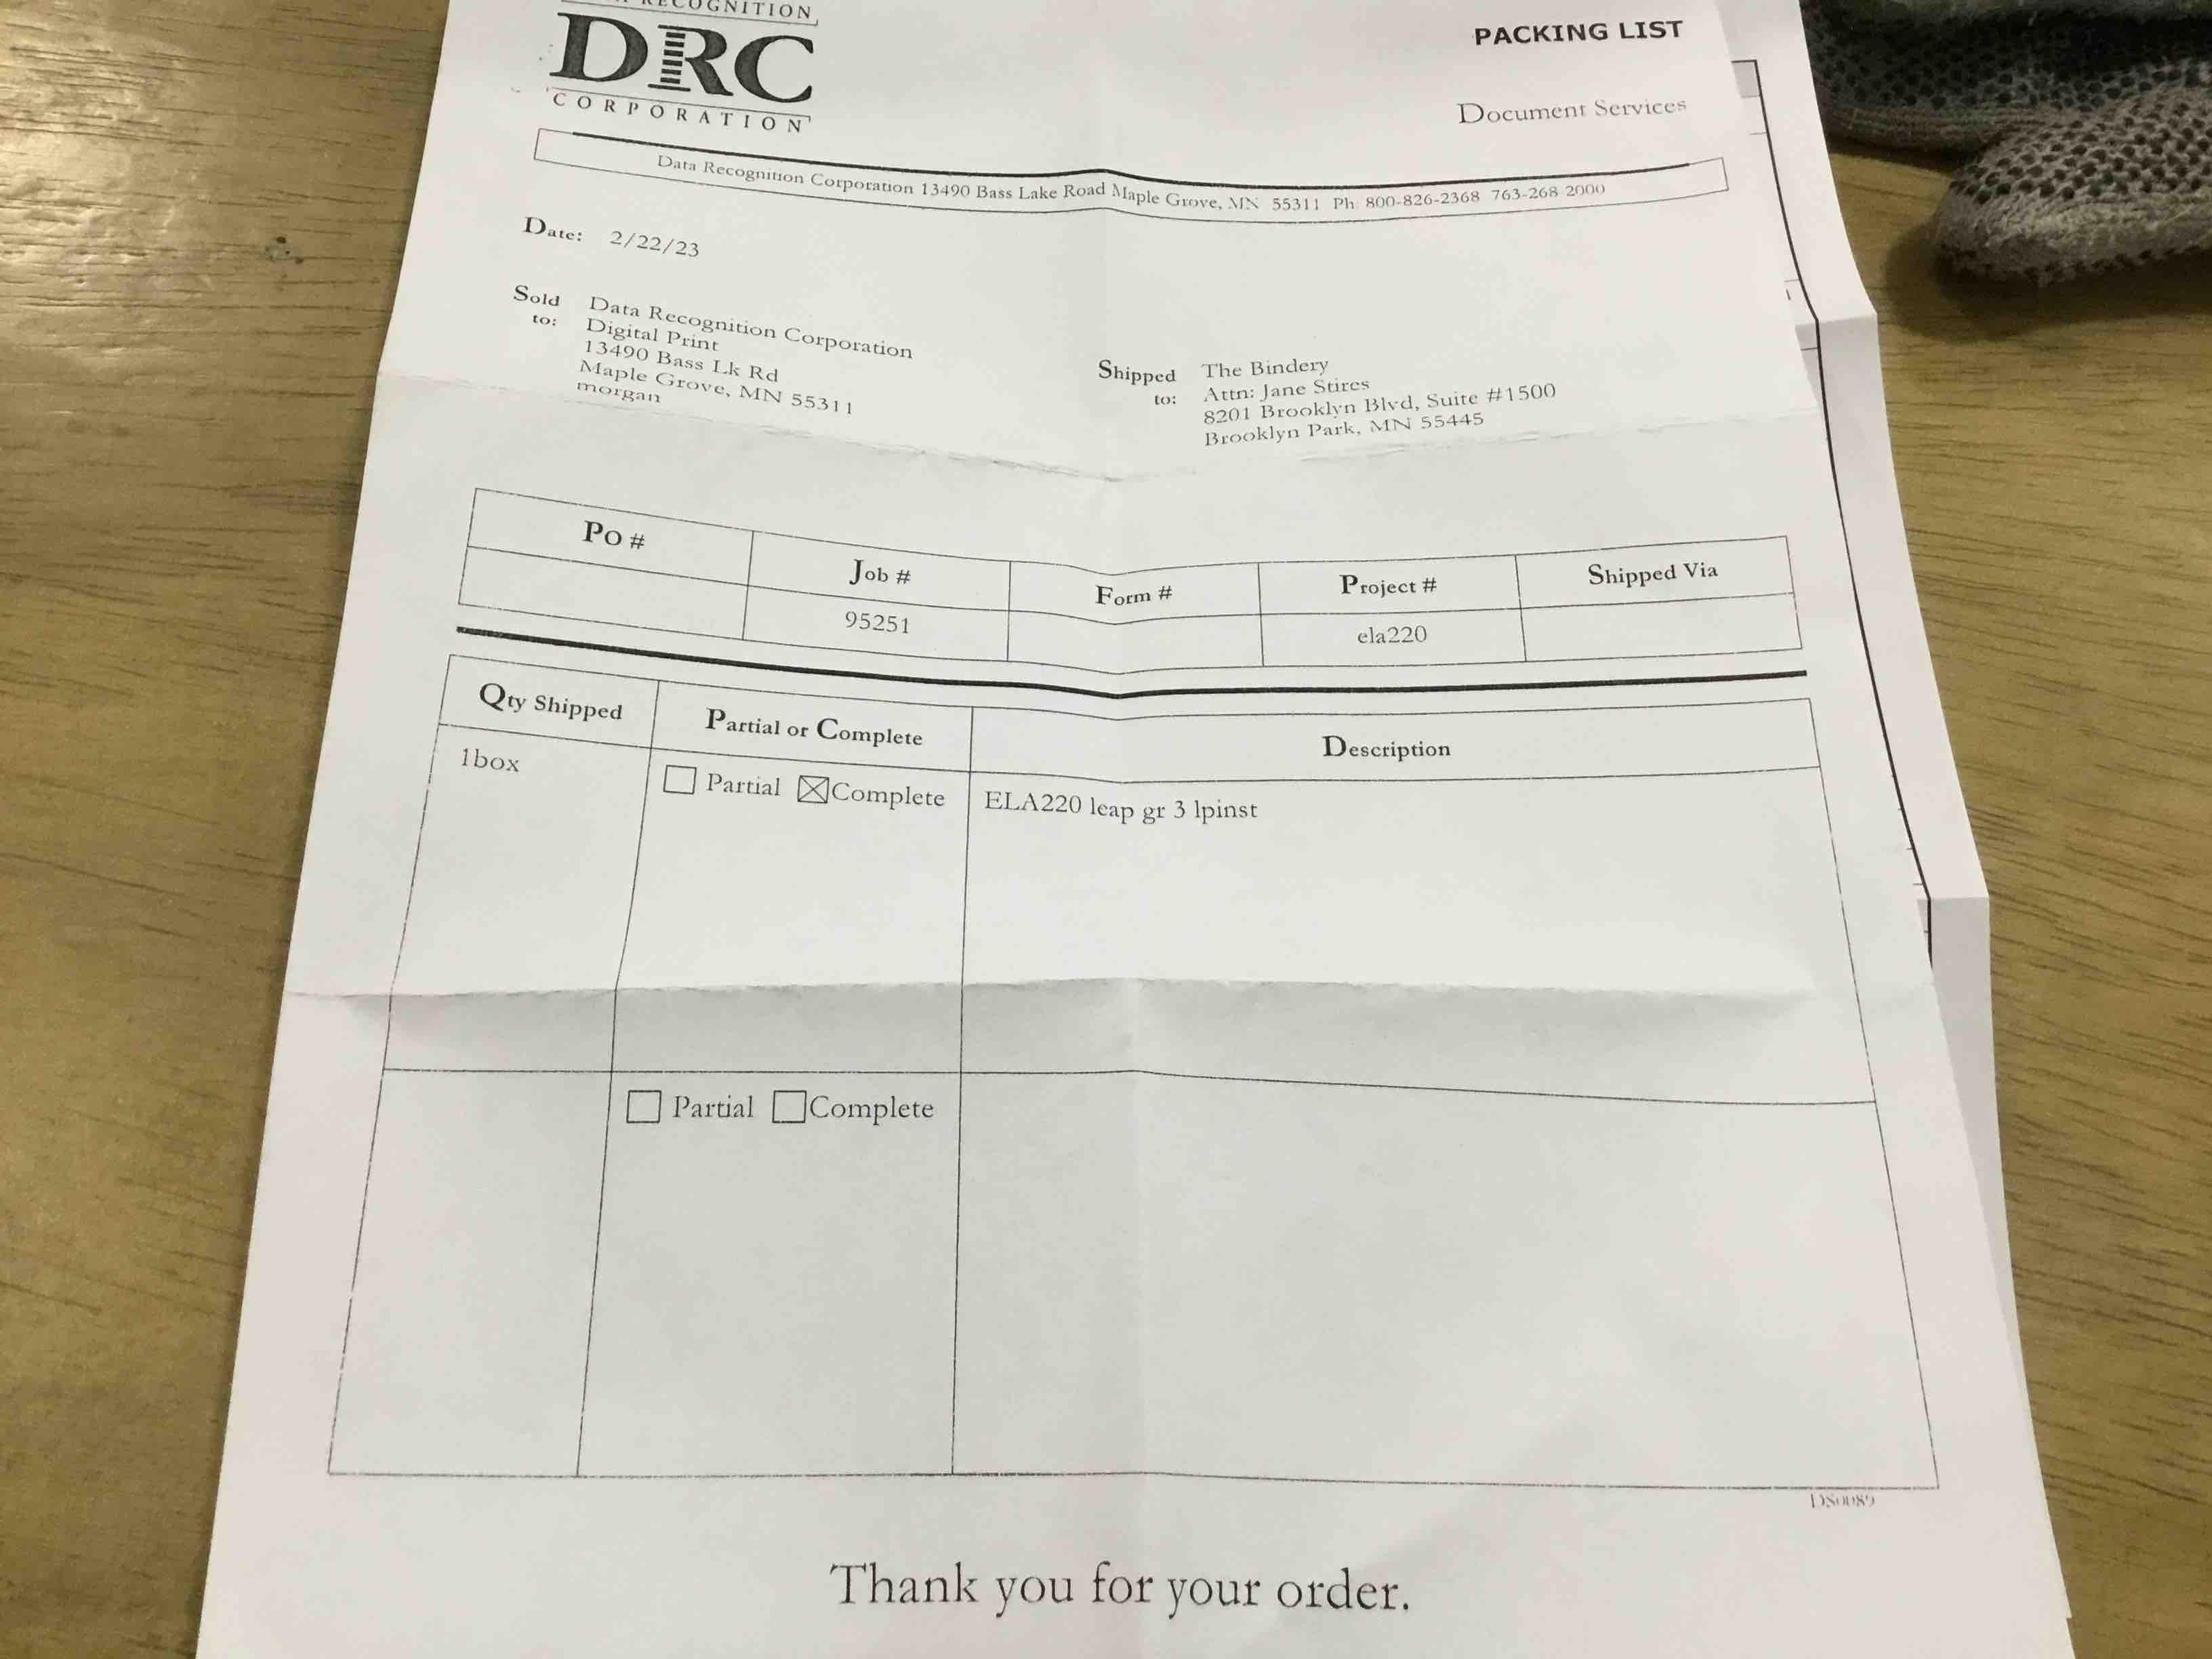 RECOGNITION
DRC
CORPORATION
PACKING LIST
Document Services
Data Recognition Corporation 13490 Bass Lake Road Maple Grove, MN 55311 Ph 800-826-2368 763-268-2000
Date: 2/22/23
Sold to:
Data Recognition Corporation
Digital Print
13490 Bass Lk Rd
Maple Grove, MN 55311
morgan
Shipped to:
The Bindery
Attn: Jane Stires
8201 Brooklyn Blvd, Suite #1500
Brooklyn Park, MN 55445
Po # Job # Form # Project # Shipped Via
95251 ela220
Qty Shipped Partial or Complete Description
1box Partial Complete ELA220 leap gr 3 lpinst
Partial Complete
DS0089
Thank you for your order.